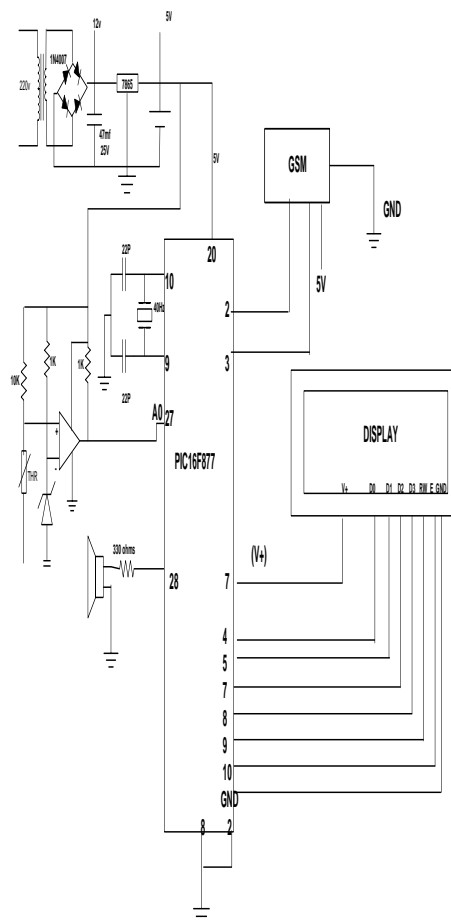 12v
5V
1N4007
220v
7865
47mf
25V
5V
GSM
GND
5V
20
22P
10
40Hz
2
9
3
22P
10K
1K
1K
A0
27
PIC16F877
DISPLAY
V+ D0 D1 D2 D3 RW E GND
+
-
THR
330 ohms
28
(V+)
7
4
5
7
8
9
10
GND
8 2